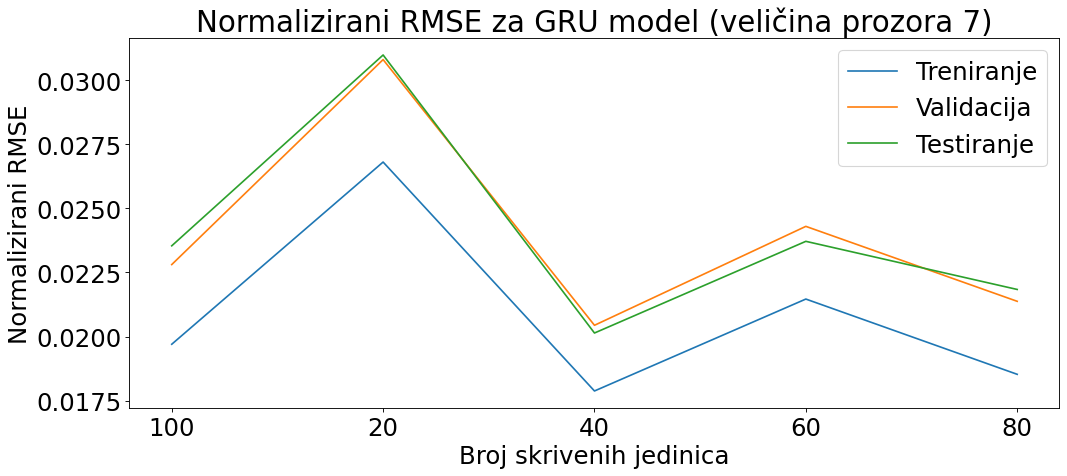 Normalizirani RMSE za GRU model (veličina prozora 7)
Treniranje
Validacija
Testiranje
Normalizirani RMSE
0.0300
0.0275
0.0250
0.0225
0.0200
0.0175
100 20 40 60 80
Broj skrivenih jedinica